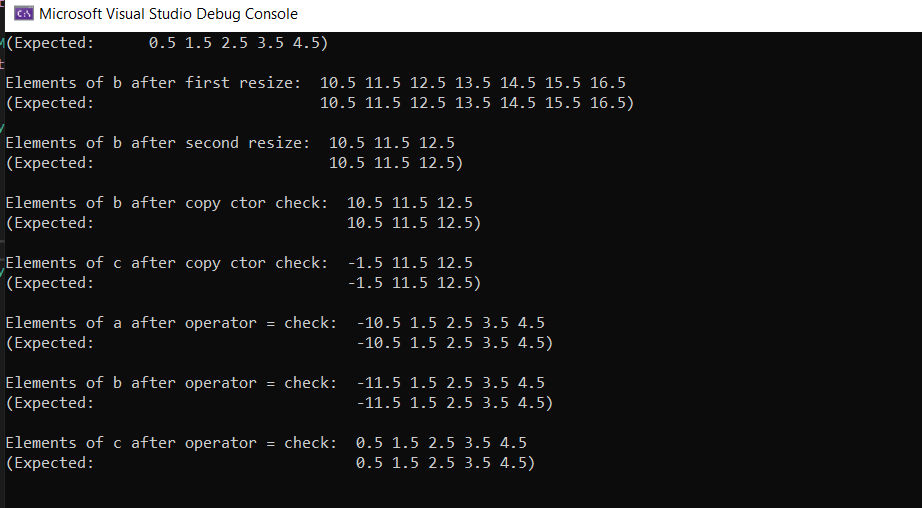 Microsoft Visual Studio Debug Console
(Expected:      0.5 1.5 2.5 3.5 4.5)
Elements of b after first resize:  10.5 11.5 12.5 13.5 14.5 15.5 16.5
(Expected:                         10.5 11.5 12.5 13.5 14.5 15.5 16.5)
Elements of b after second resize:  10.5 11.5 12.5
(Expected:                          10.5 11.5 12.5)
Elements of b after copy ctor check:  10.5 11.5 12.5
(Expected:                            10.5 11.5 12.5)
Elements of c after copy ctor check:  -1.5 11.5 12.5
(Expected:                            -1.5 11.5 12.5)
Elements of a after operator = check:  -10.5 1.5 2.5 3.5 4.5
(Expected:                             -10.5 1.5 2.5 3.5 4.5)
Elements of b after operator = check:  -11.5 1.5 2.5 3.5 4.5
(Expected:                             -11.5 1.5 2.5 3.5 4.5)
Elements of c after operator = check:  0.5 1.5 2.5 3.5 4.5
(Expected:                             0.5 1.5 2.5 3.5 4.5)